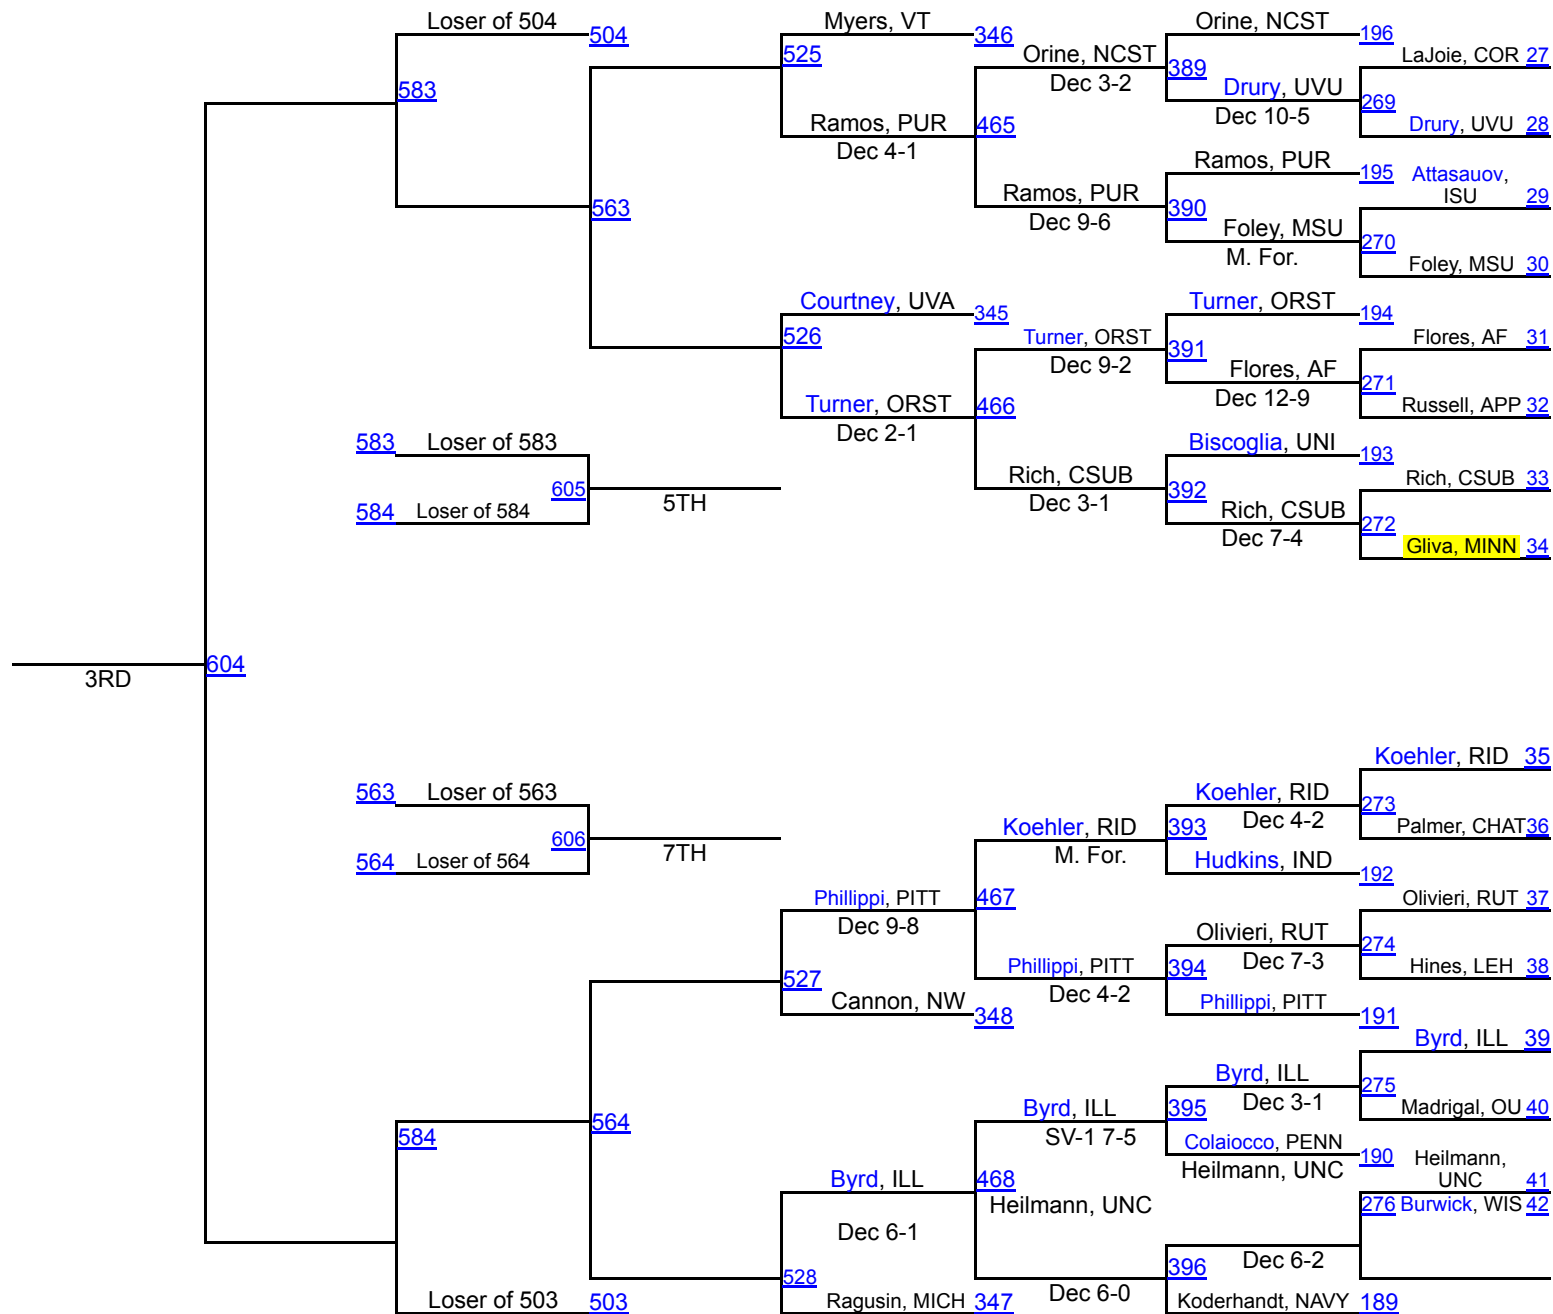 Loser of 504
504
Myers, VT
346
Orine, NCST
196
525
Orine, NCST
Dec 3-2
389
LaJoie, COR 27
583
Drury, UVU
Dec 10-5
269
Drury, UVU 28
Ramos, PUR
Dec 4-1
465
Ramos, PUR
195
Attasauov,
ISU 29
563
Ramos, PUR
Dec 9-6
390
Foley, MSU
M. For.
270
Foley, MSU 30
Courtney, UVA
345
Turner, ORST
194
526
Turner, ORST
Dec 9-2
391
Flores, AF 31
Flores, AF
Dec 12-9
271
Russell, APP 32
Turner, ORST
Dec 2-1
466
583
Loser of 583
Biscoglia, UNI
193
605
5TH
Rich, CSUB
Dec 3-1
392
Rich, CSUB 33
584
Loser of 584
Rich, CSUB
Dec 7-4
272
Gliva, MINN 34
3RD
604
Koehler, RID 35
563
Loser of 563
Koehler, RID
Dec 4-2
273
606
7TH
Koehler, RID
M. For.
393
Palmer, CHAT 36
564
Loser of 564
Hudkins, IND
192
Phillippi, PITT
Dec 9-8
467
Olivieri, RUT 37
Olivieri, RUT
Dec 7-3
274
527
Phillippi, PITT
Dec 4-2
394
Hines, LEH 38
Cannon, NW
348
Phillippi, PITT
191
Byrd, ILL 39
Byrd, ILL
Dec 3-1
275
584
564
Byrd, ILL
SV-1 7-5
395
Madrigal, OU 40
Colaiocco, PENN
190
Heilmann, UNC
Heilmann,
UNC 41
Byrd, ILL
Dec 6-1
468
Heilmann, UNC
276
Burwick, WIS 42
528
396
Dec 6-2
Loser of 503
503
Ragusin, MICH 347
Dec 6-0
Koderhandt, NAVY 189